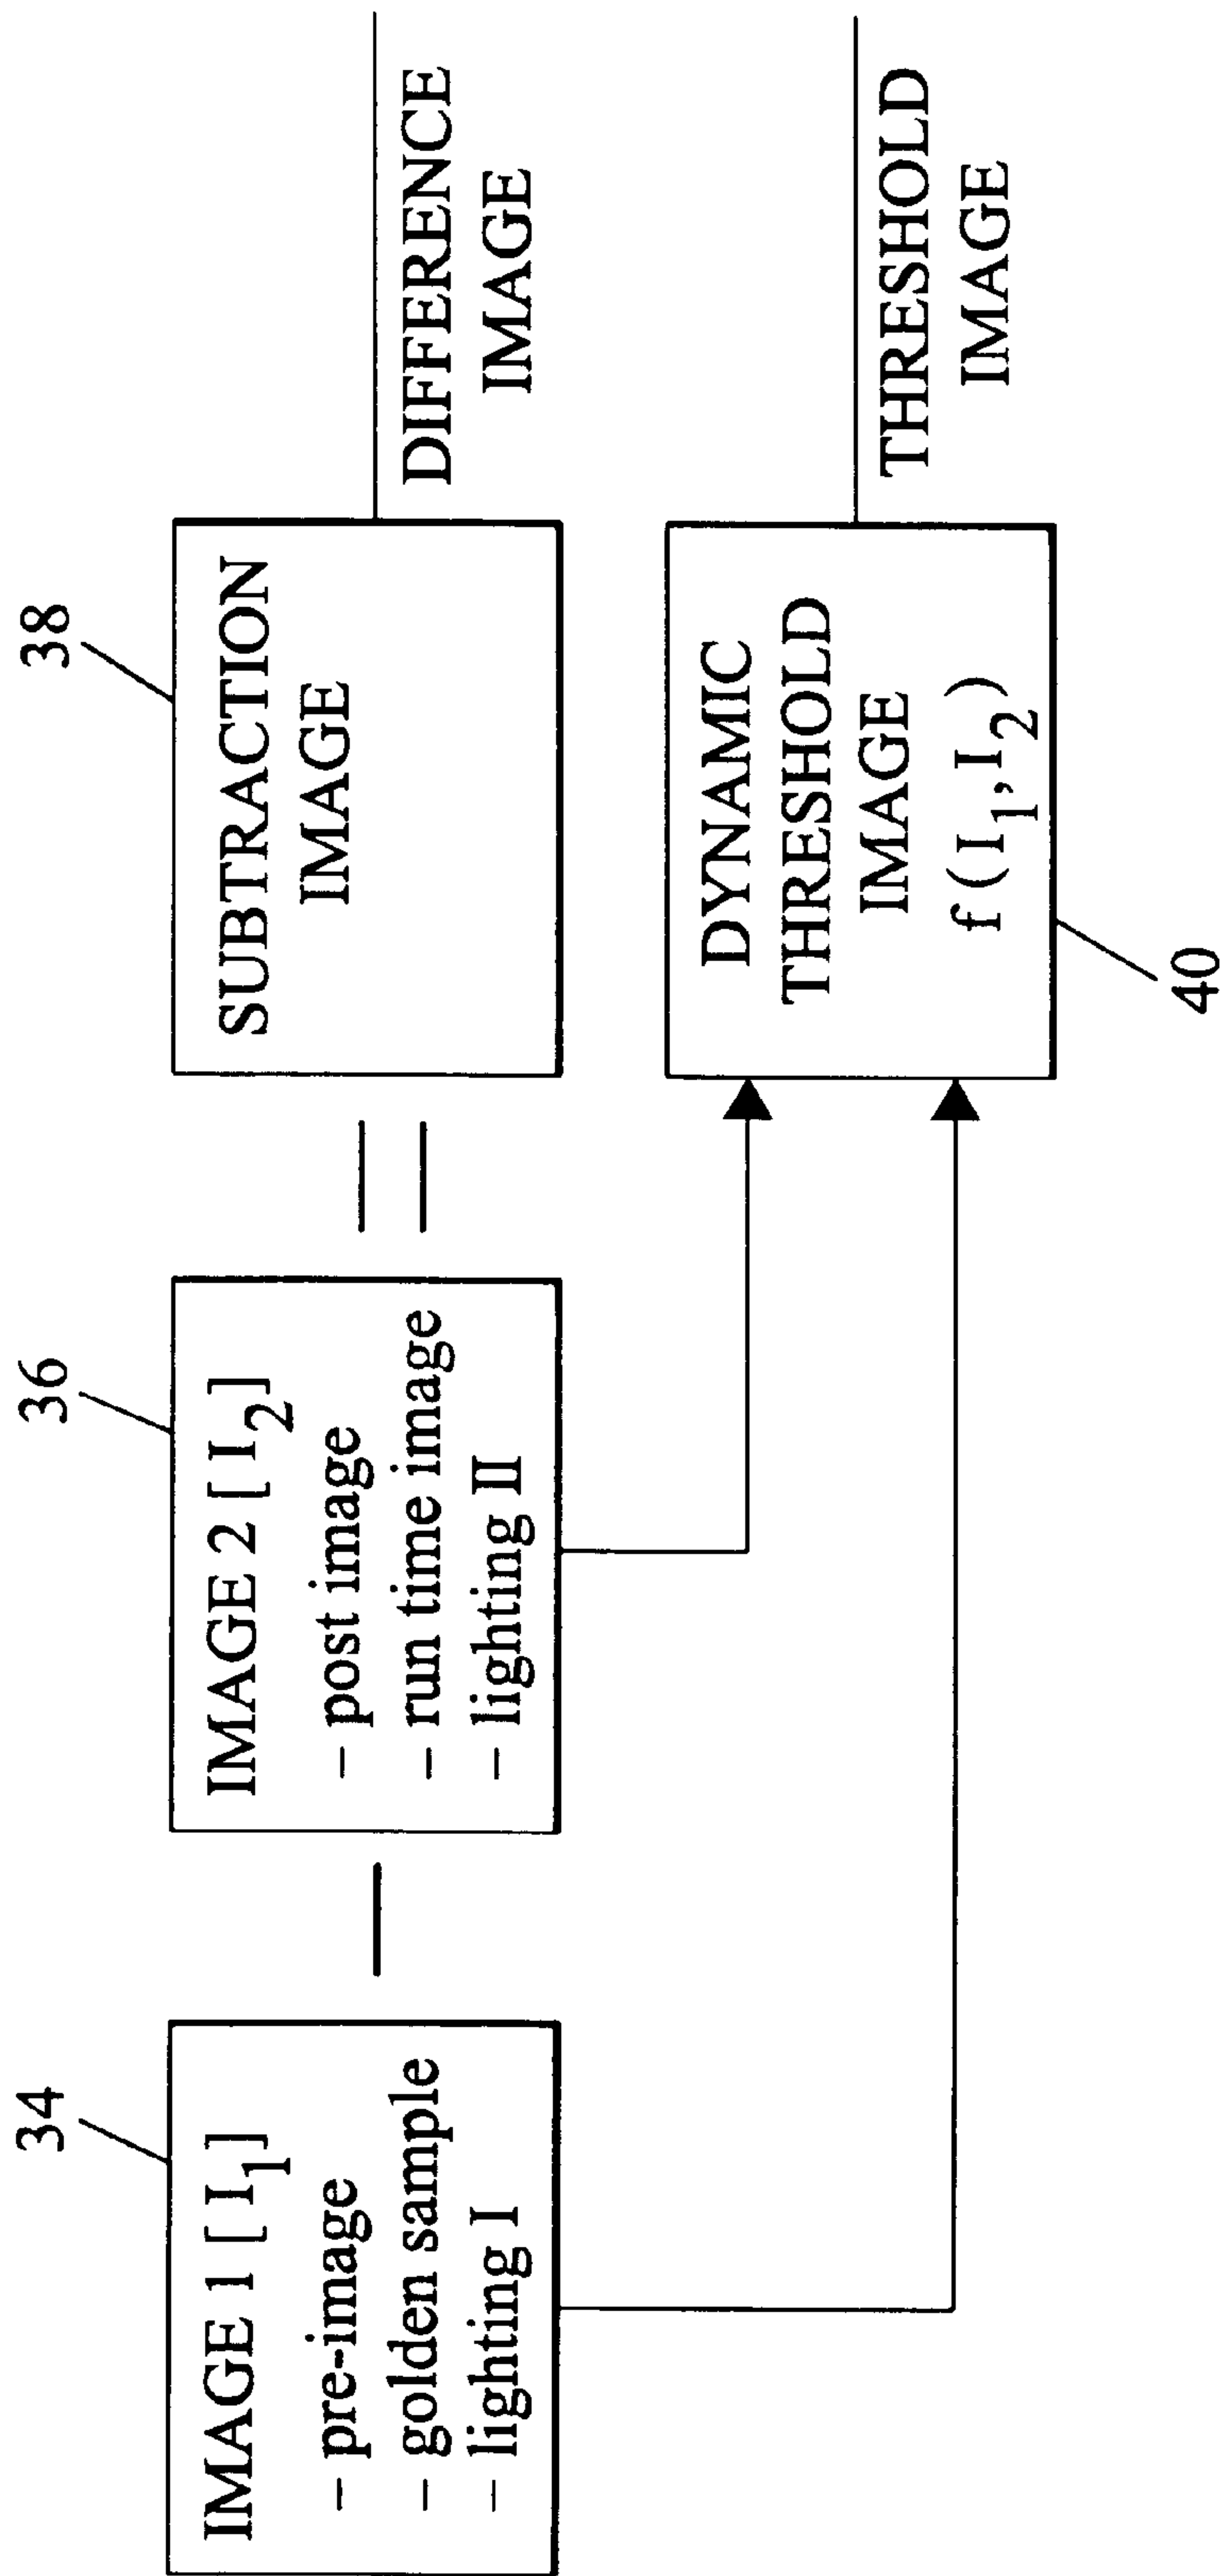 34
IMAGE 1 [ I1 ]
– pre-image
– golden sample
– lighting I
–
36
IMAGE 2 [ I2 ]
– post image
– run time image
– lighting II
=
38
SUBTRACTION
IMAGE
DIFFERENCE
IMAGE
DYNAMIC
THRESHOLD
IMAGE
f ( I1, I2 )
40
THRESHOLD
IMAGE